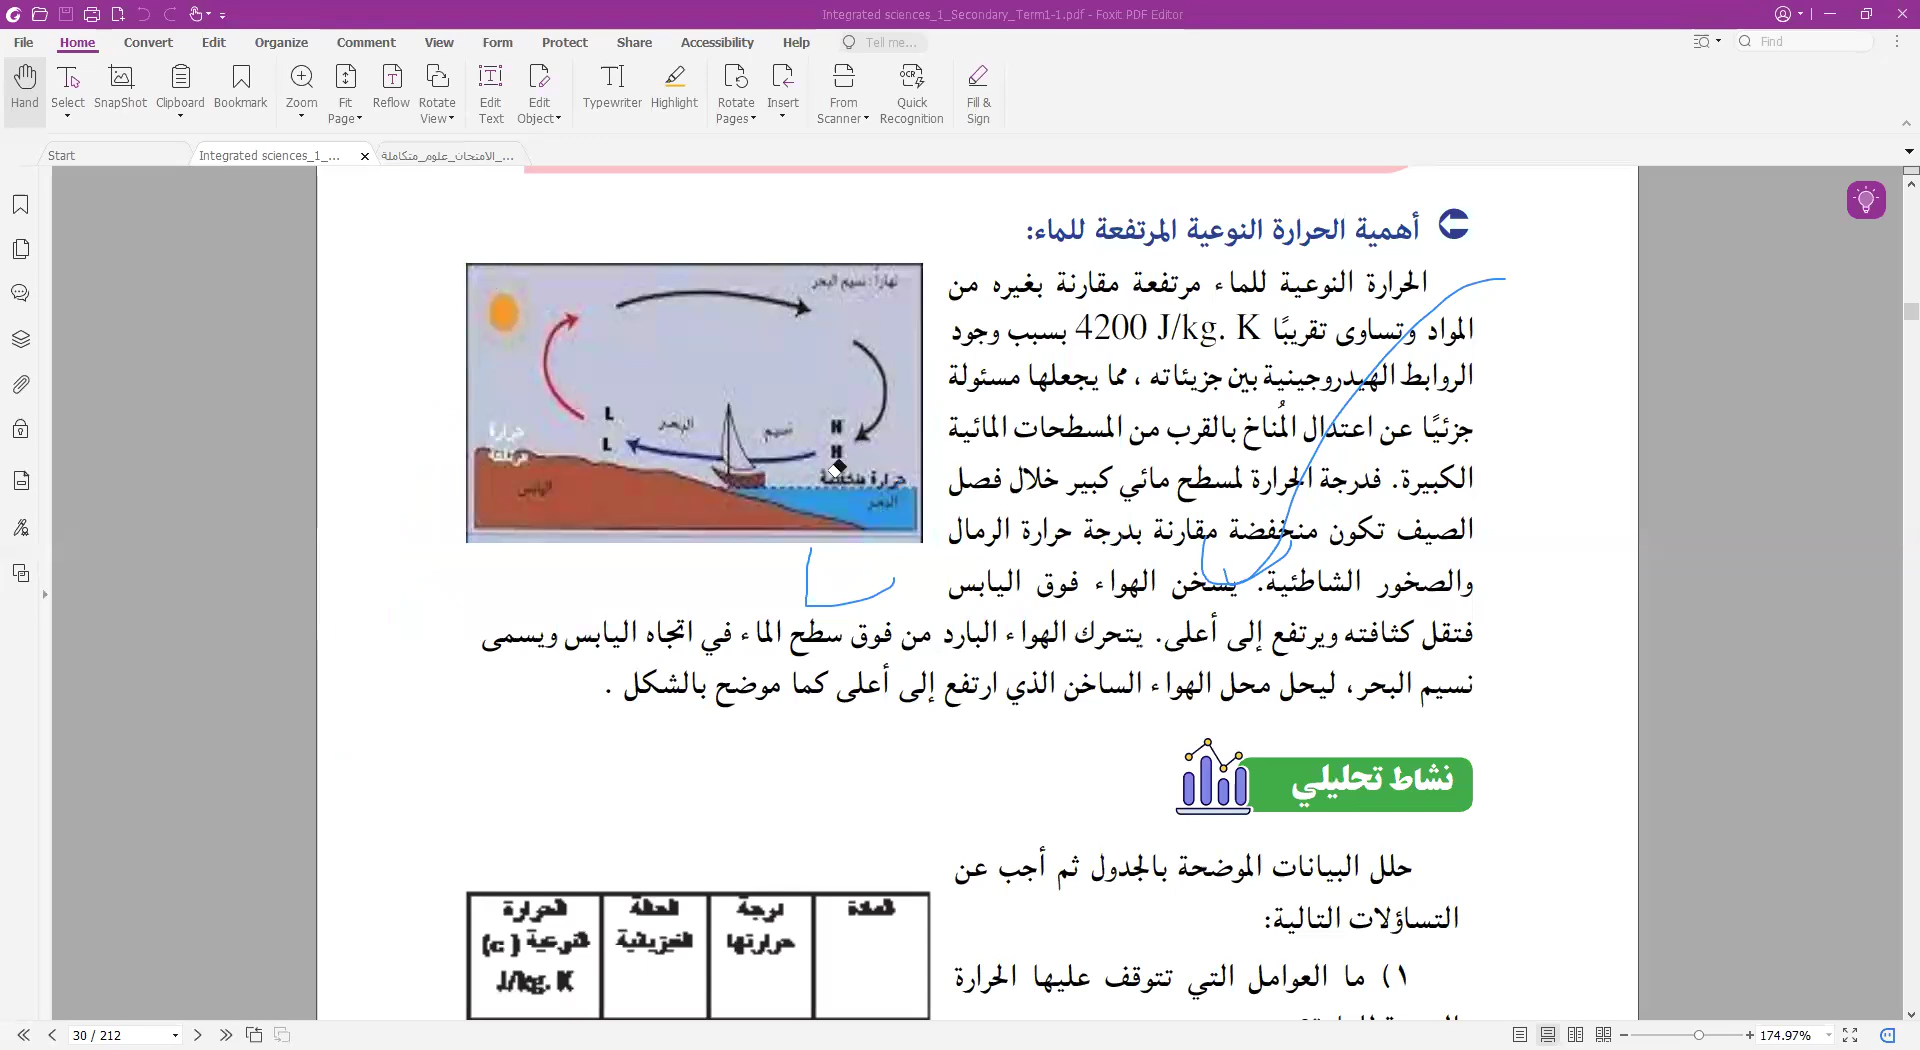 Integrated sciences_1_Secondary_Term1-1.pdf - Foxit PDF Editor
File Home Convert Edit Organize Comment View Form Protect Share Accessibility Help Tell me... Find
Hand Select SnapShot Clipboard Bookmark Zoom Fit Page Reflow Rotate View Edit Text Edit Object Typewriter Highlight Rotate Pages Insert From Scanner Quick Recognition Fill & Sign
Start Integrated sciences_1_... الامتحان_علوم_متكاملة_...
أهمية الحرارة النوعية المرتفعة للماء:
الحرارة النوعية للماء مرتفعة مقارنة بغيره من
المواد وتساوى تقريبًا 4200 J/kg. K بسبب وجود
الروابط الهيدروجينية بين جزيئاته ، مما يجعلها مسئولة
جزئيًا عن اعتدال المُناخ بالقرب من المسطحات المائية
الكبيرة. فدرجة الحرارة لمسطح مائي كبير خلال فصل
الصيف تكون منخفضة مقارنة بدرجة حرارة الرمال
والصخور الشاطئية. يسخن الهواء فوق اليابس
فتقل كثافته ويرتفع إلى أعلى. يتحرك الهواء البارد من فوق سطح الماء في اتجاه اليابس ويسمى
نسيم البحر، ليحل محل الهواء الساخن الذي ارتفع إلى أعلى كما موضح بالشكل .
نهاراً : نسيم البحر
L
L
نسيم
البحر
H
H
حرارة
حرارة منخفضة
اليابس
البحر
نشاط تحليلي
حلل البيانات الموضحة بالجدول ثم أجب عن
التساؤلات التالية:
١) ما العوامل التي تتوقف عليها الحرارة
المادة
درجة حرارتها
الحالة الفيزيائية
الحرارة النوعية (c) J/kg. K
30 / 212
174.97%